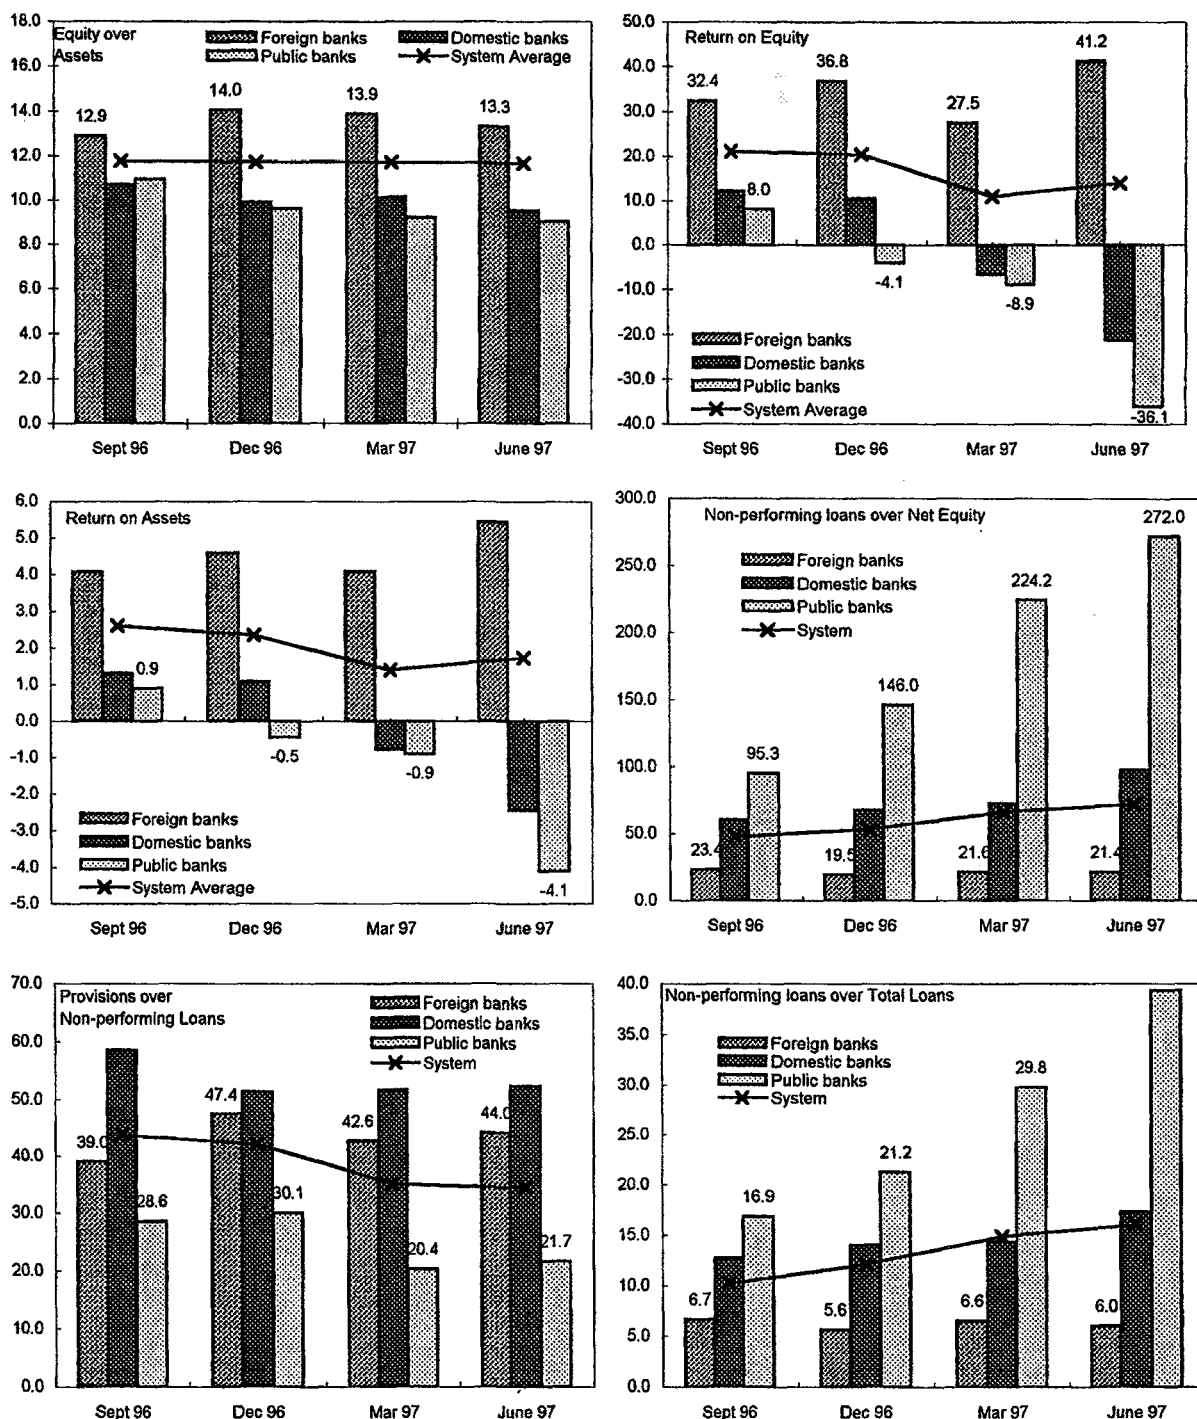 Equity over
Assets
Foreign banks
Domestic banks
Public banks
System Average
18.0
16.0
14.0
12.0
10.0
8.0
6.0
4.0
2.0
0.0
12.9
14.0
13.9
13.3
Sept 96
Dec 96
Mar 97
June 97
Return on Equity
50.0
40.0
30.0
20.0
10.0
0.0
-10.0
-20.0
-30.0
-40.0
32.4
36.8
27.5
41.2
8.0
-4.1
-8.9
-36.1
Foreign banks
Domestic banks
Public banks
System Average
Sept 96
Dec 96
Mar 97
June 97
Return on Assets
6.0
5.0
4.0
3.0
2.0
1.0
0.0
-1.0
-2.0
-3.0
-4.0
-5.0
0.9
-0.5
-0.9
-4.1
Foreign banks
Domestic banks
Public banks
System Average
Sept 96
Dec 96
Mar 97
June 97
Non-performing loans over Net Equity
300.0
250.0
200.0
150.0
100.0
50.0
0.0
Foreign banks
Domestic banks
Public banks
System
95.3
146.0
224.2
272.0
23.4
19.5
21.6
21.4
Sept 96
Dec 96
Mar 97
June 97
Provisions over
Non-performing Loans
70.0
60.0
50.0
40.0
30.0
20.0
10.0
0.0
Foreign banks
Domestic banks
Public banks
System
39.0
47.4
42.6
44.0
28.6
30.1
20.4
21.7
Sept 96
Dec 96
Mar 97
June 97
Non-performing loans over Total Loans
40.0
35.0
30.0
25.0
20.0
15.0
10.0
5.0
0.0
Foreign banks
Domestic banks
Public banks
System
16.9
21.2
29.8
6.7
5.6
6.6
6.0
Sept 96
Dec 96
Mar 97
June 97